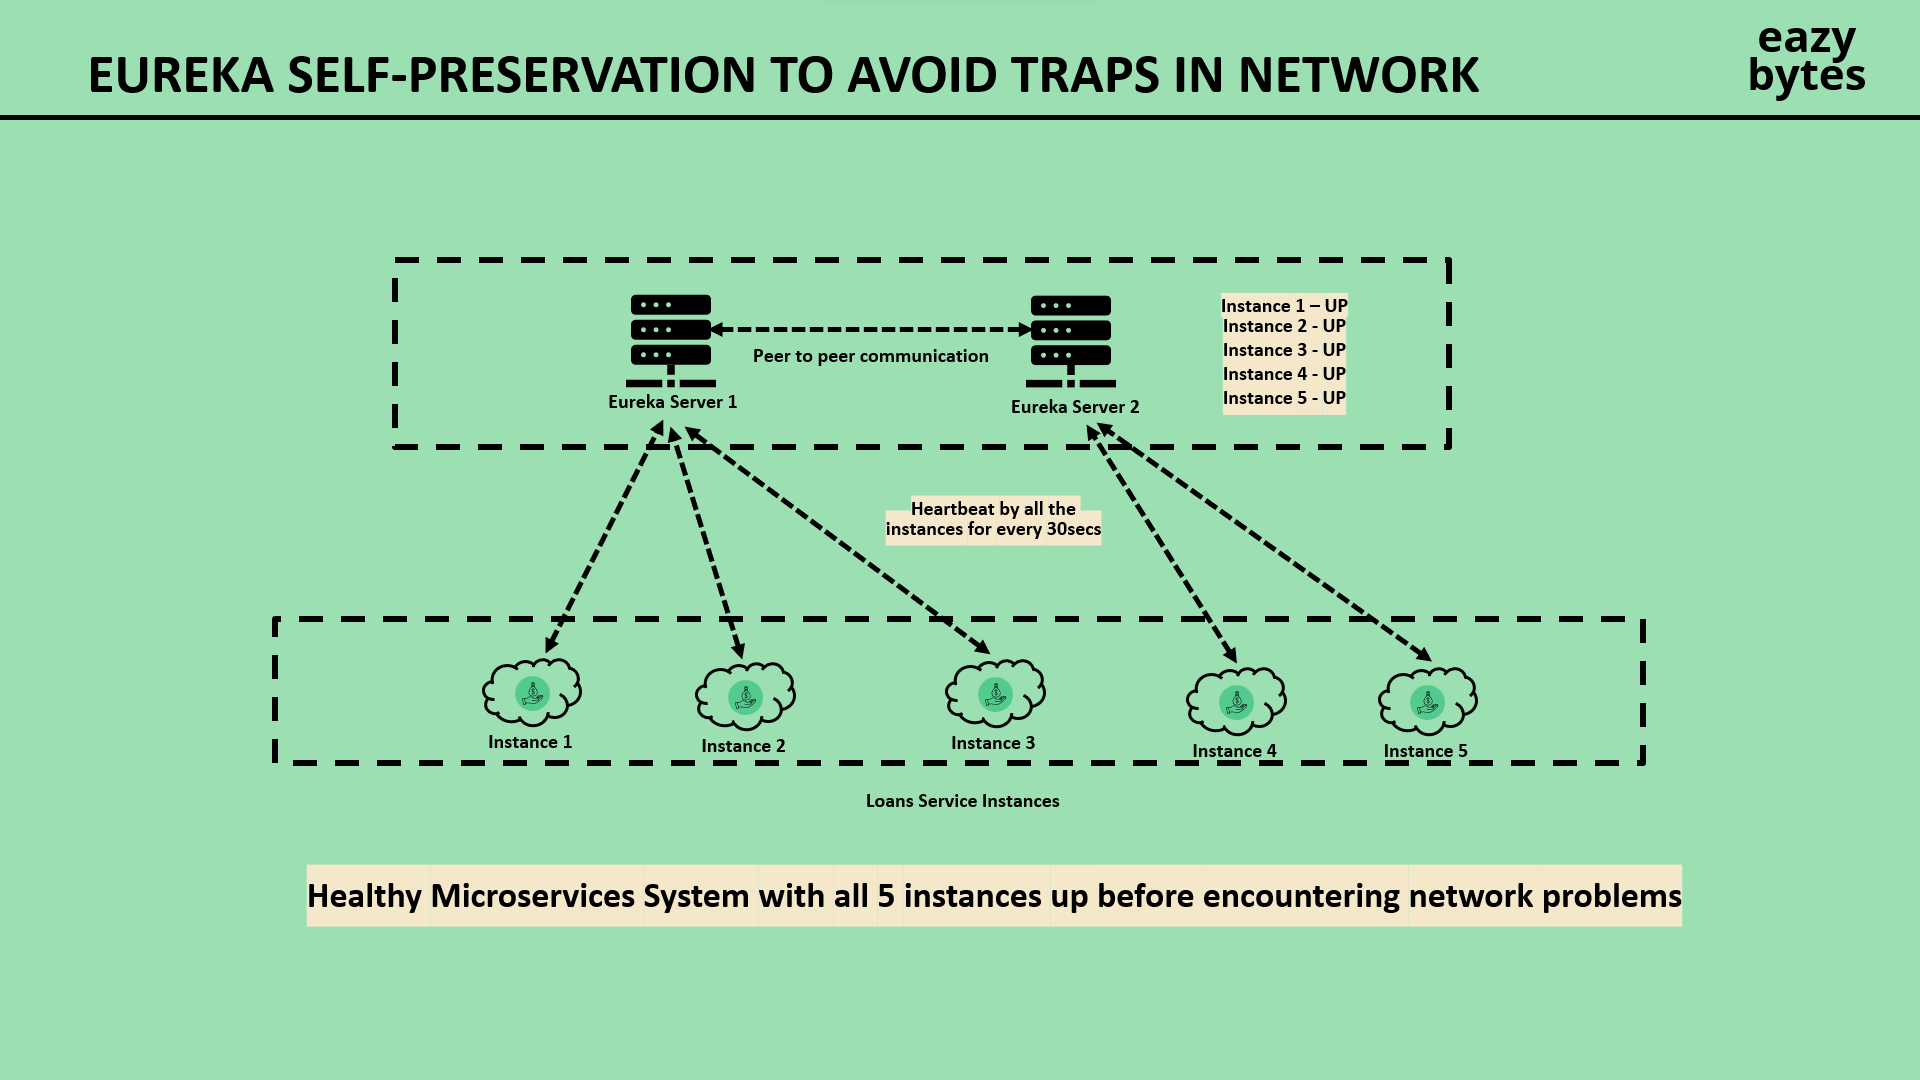 EUREKA SELF-PRESERVATION TO AVOID TRAPS IN NETWORK
eazy
bytes
Peer to peer communication
Eureka Server 1
Eureka Server 2
Instance 1 – UP
Instance 2 - UP
Instance 3 - UP
Instance 4 - UP
Instance 5 - UP
Heartbeat by all the
instances for every 30secs
Instance 1
Instance 2
Instance 3
Instance 4
Instance 5
Loans Service Instances
Healthy Microservices System with all 5 instances up before encountering network problems